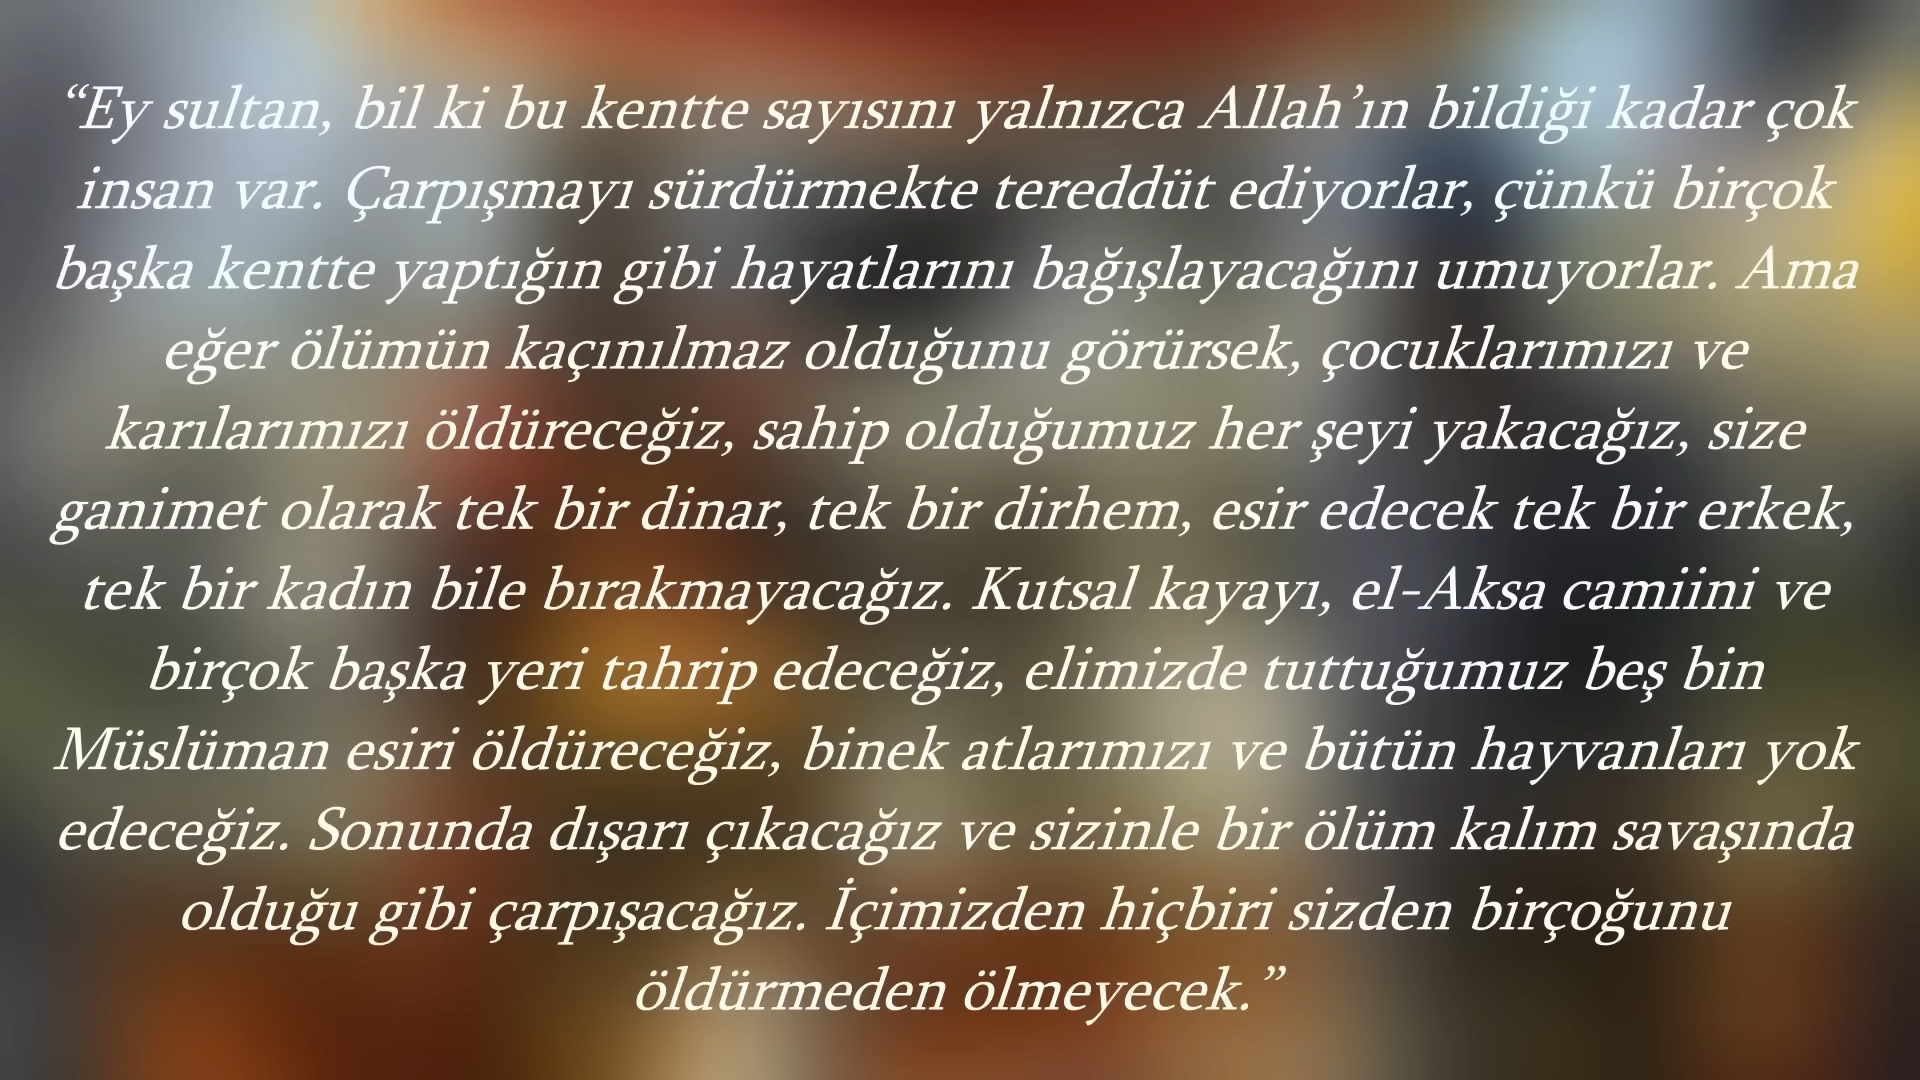 “Ey sultan, bil ki bu kentte sayısını yalnızca Allah’ın bildiği kadar çok
insan var. Çarpışmayı sürdürmekte tereddüt ediyorlar, çünkü birçok
başka kentte yaptığın gibi hayatlarını bağışlayacağını umuyorlar. Ama
eğer ölümün kaçınılmaz olduğunu görürsek, çocuklarımızı ve
karılarımızı öldüreceğiz, sahip olduğumuz her şeyi yakacağız, size
ganimet olarak tek bir dinar, tek bir dirhem, esir edecek tek bir erkek,
tek bir kadın bile bırakmayacağız. Kutsal kayayı, el-Aksa camiini ve
birçok başka yeri tahrip edeceğiz, elimizde tuttuğumuz beş bin
Müslüman esiri öldüreceğiz, binek atlarımızı ve bütün hayvanları yok
edeceğiz. Sonunda dışarı çıkacağız ve sizinle bir ölüm kalım savaşında
olduğu gibi çarpışacağız. İçimizden hiçbiri sizden birçoğunu
öldürmeden ölmeyecek.”